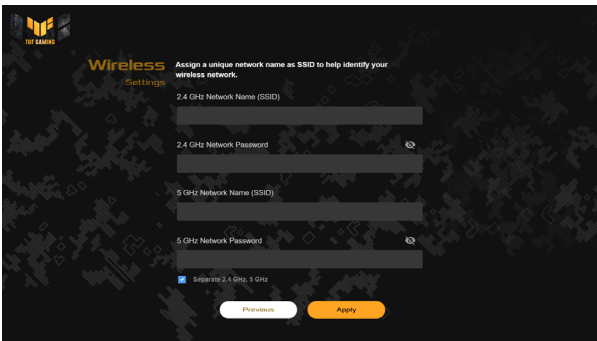 TUF GAMING
Wireless
Settings
Assign a unique network name as SSID to help identify your
wireless network.
2.4 GHz Network Name (SSID)
2.4 GHz Network Password
5 GHz Network Name (SSID)
5 GHz Network Password
Separate 2.4 GHz, 5 GHz
Previous
Apply